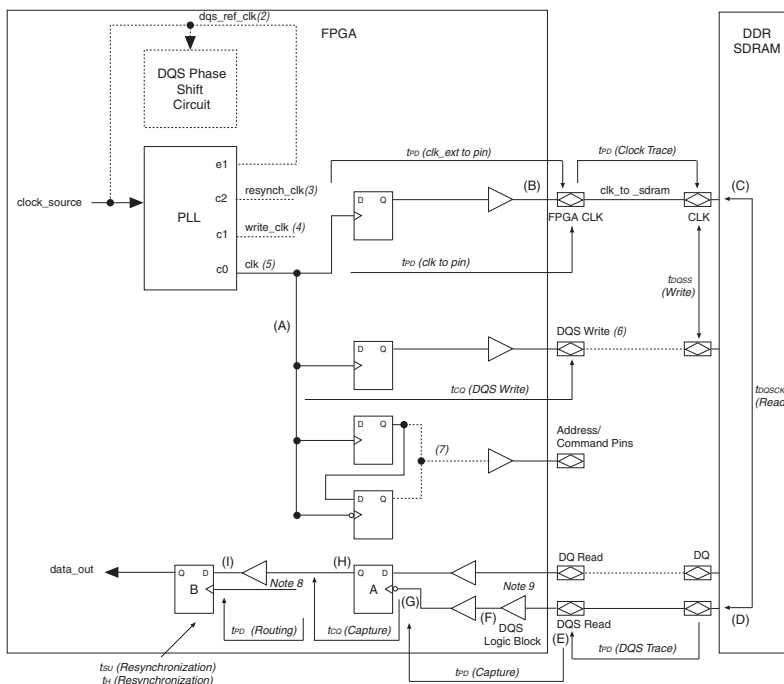 dqs_ref_clk(2)
FPGA
DDR
SDRAM
DQS Phase
Shift
Circuit
e1
tPD (clk_ext to pin)
tPD (Clock Trace)
clock_source
PLL
c2
resynch_clk(3)
D Q
(B)
clk_to _sdram
(C)
FPGA CLK
CLK
c1
write_clk (4)
c0
clk (5)
tPD (clk to pin)
tDQSS
(Write)
(A)
DQS Write (6)
D Q
tCQ (DQS Write)
tDQSCK
(Read
D Q
(7)
Address/
Command Pins
D Q
data_out
(I)
(H)
DQ Read
DQ
Q D
D Q
Note 8
B
A
(G)
Note 9
(F)
DQS
Logic Block
DQS Read
(E)
(D)
tPD (Routing)
tCQ (Capture)
tPD (DQS Trace)
tPD (Capture)
tSU (Resynchronization)
tH (Resynchronization)